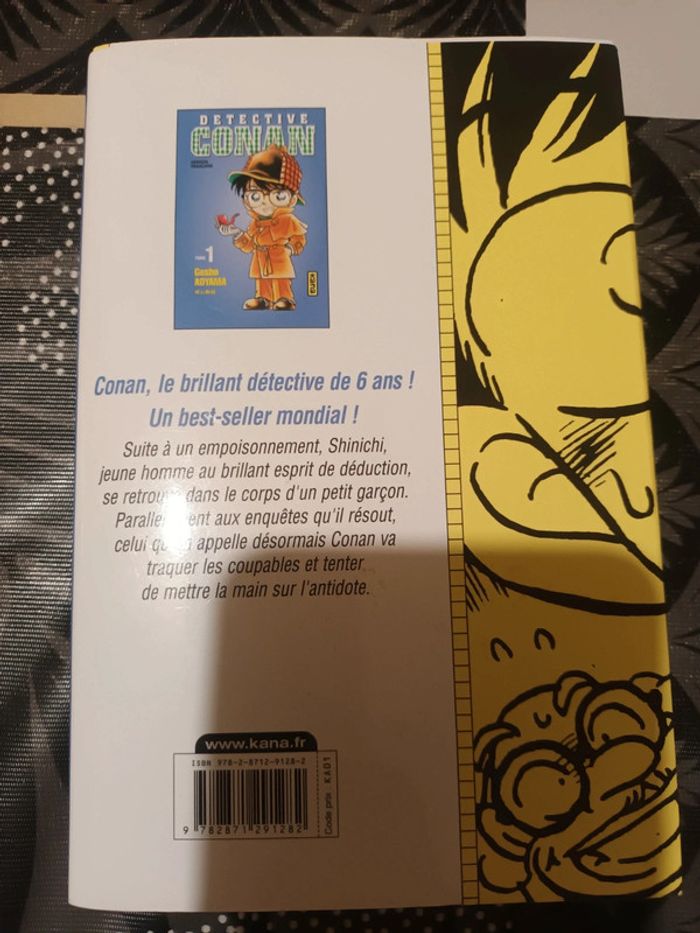 DETECTIVE
CONAN
VERSION
FRANÇAISE
TOME 1
Gosho
AOYAMA
KANA
Conan, le brillant détective de 6 ans !
Un best-seller mondial !
Suite à un empoisonnement, Shinichi,
jeune homme au brillant esprit de déduction,
se retrouve dans le corps d'un petit garçon.
aux enquêtes qu'il résout,
celui appelle désormais Conan va
traquer les coupables et tenter
de mettre la main sur l'antidote.
www.kana.fr
ISBN 978-2-8712-9128-2
9 782871 291282
Code prix : KA01